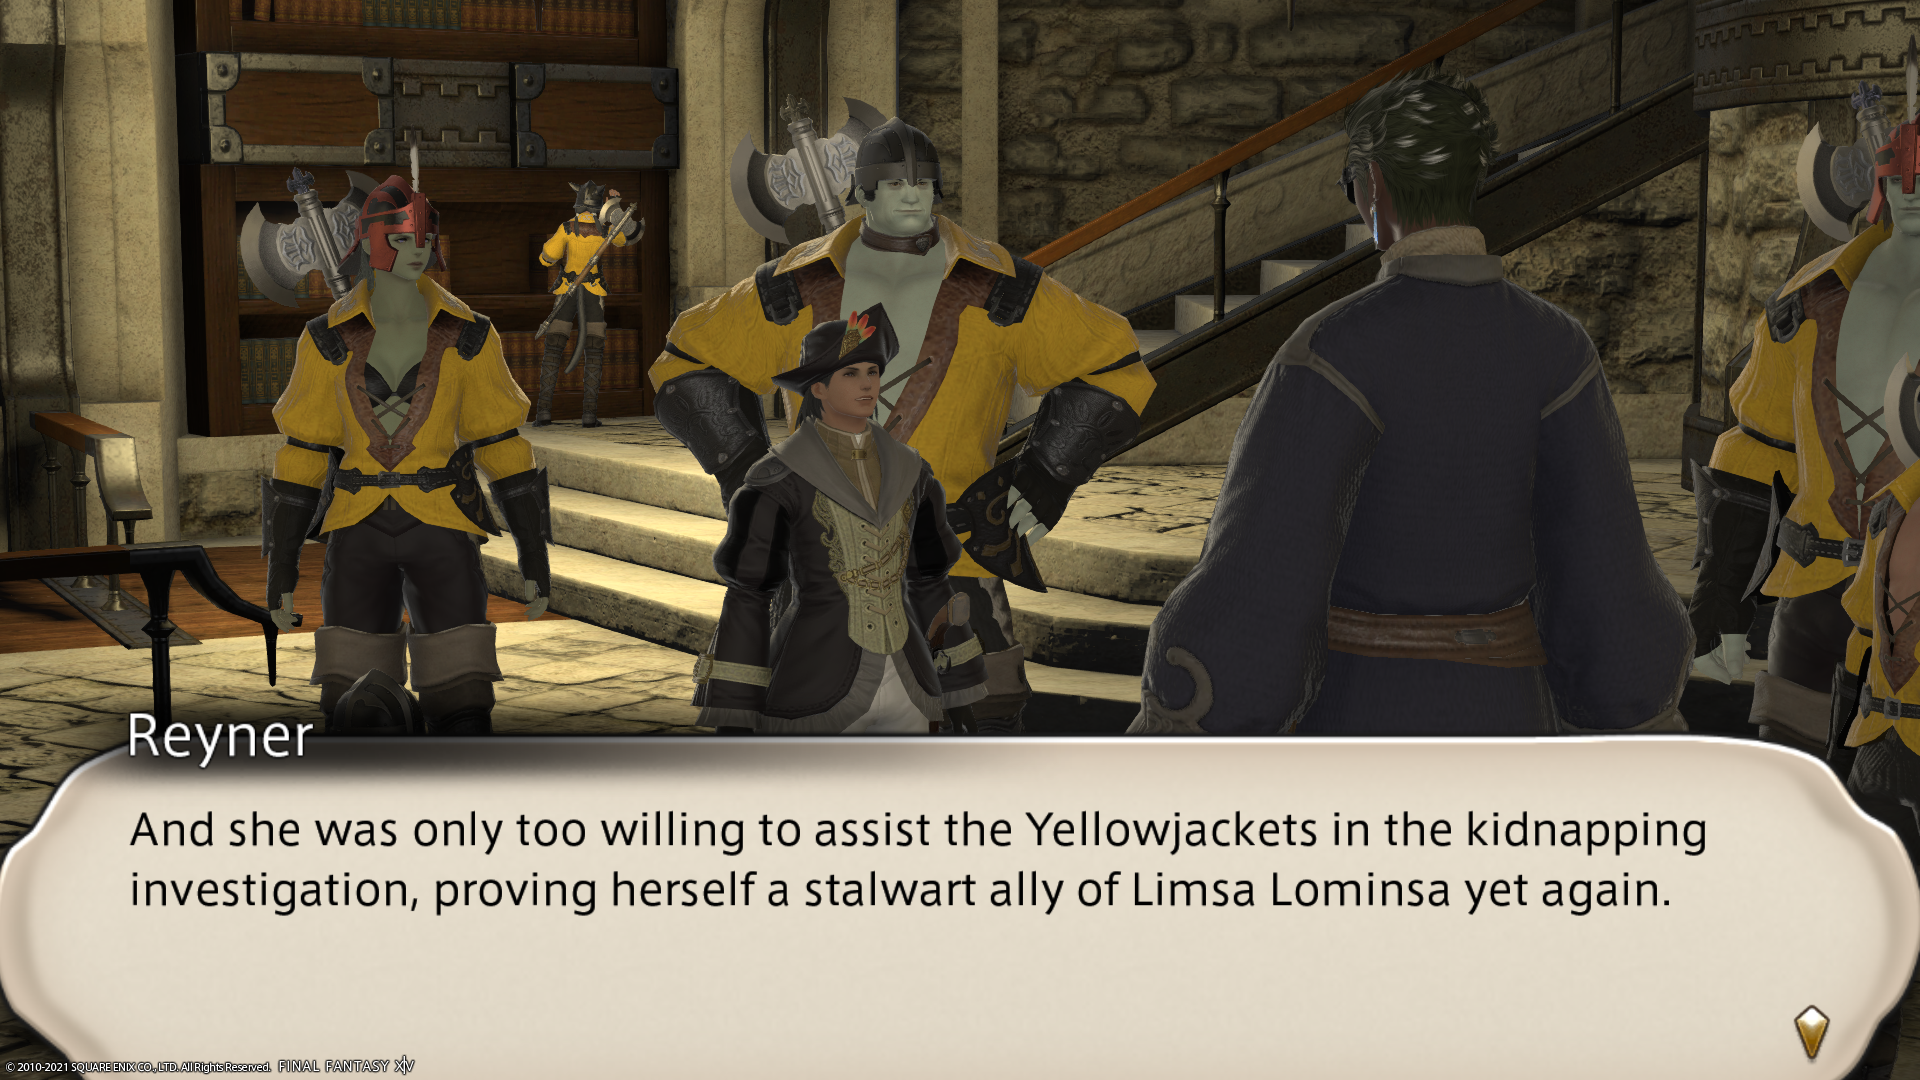 Reyner
And she was only too willing to assist the Yellowjackets in the kidnapping
investigation, proving herself a stalwart ally of Limsa Lominsa yet again.
© 2010-2021 SQUARE ENIX CO., LTD. All Rights Reserved. FINAL FANTASY XIV